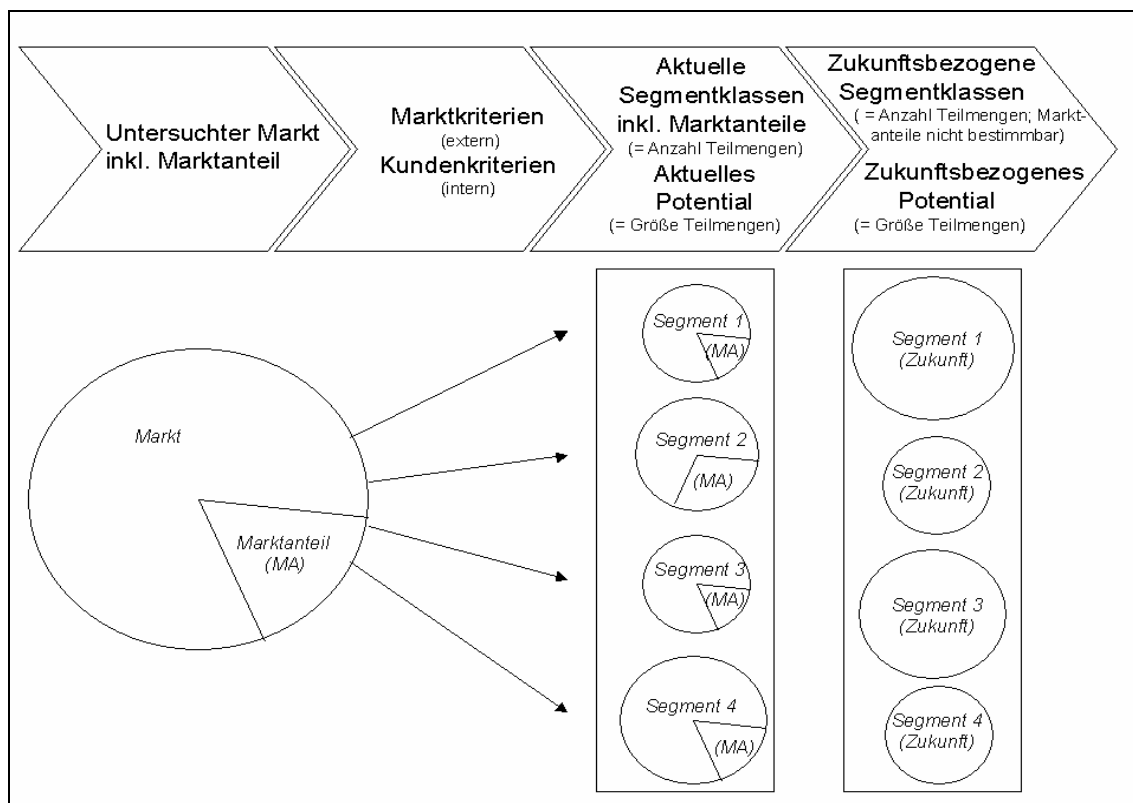 Untersuchter Markt
inkl. Marktanteil
Marktkriterien
(extern)
Kundenkriterien
(intern)
Aktuelle
Segmentklassen
inkl. Marktanteile
(= Anzahl Teilmengen)
Aktuelles
Potential
(= Größe Teilmengen)
Zukunftsbezogene
Segmentklassen
( = Anzahl Teilmengen; Markt-
anteile nicht bestimmbar)
Zukunftsbezogenes
Potential
(= Größe Teilmengen)
Markt
Marktanteil
(MA)
Segment 1
(MA)
Segment 2
(MA)
Segment 3
(MA)
Segment 4
(MA)
Segment 1
(Zukunft)
Segment 2
(Zukunft)
Segment 3
(Zukunft)
Segment 4
(Zukunft)